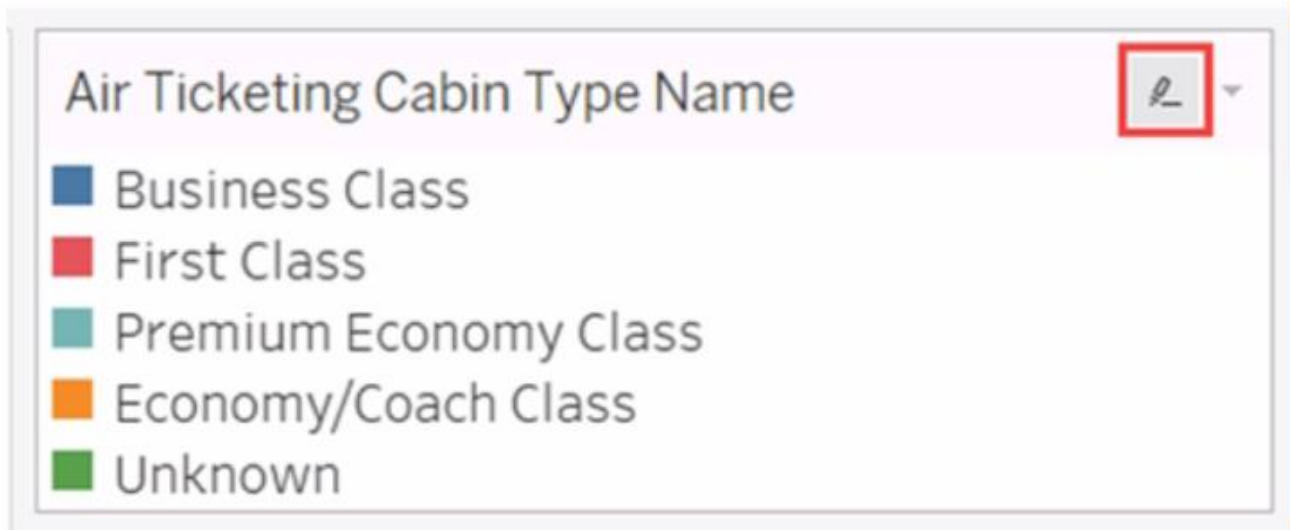 Air Ticketing Cabin Type Name
Business Class
First Class
Premium Economy Class
Economy/Coach Class
Unknown